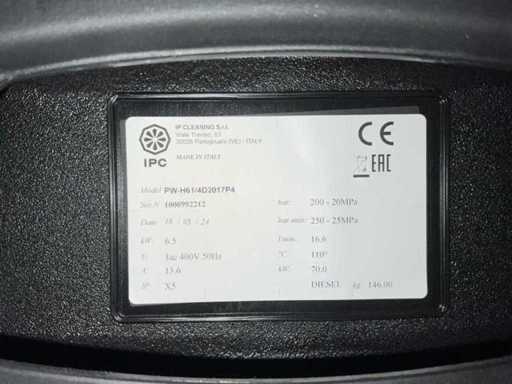 IP CLEANING S.r.l.
Viale Treviso, 63
30026 Portogruaro (VE) - ITALY
IPC
MADE IN ITALY
CE
EAC
Model PW-H61/4D2017P4
Ser.N 1000992212
Date 18 / 03 / 24
kW 6.5
V 3ac 400V 50Hz
A 13.6
IP X5
bar 200 - 20MPa
bar max 250 - 25MPa
l/min 16.6
°C 110°
kW 70.0
DIESEL kg 146.00